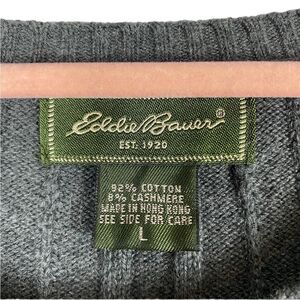 Eddie Bauer®
EST. 1920
92% COTTON
8% CASHMERE
MADE IN HONG KONG
SEE SIDE FOR CARE
L